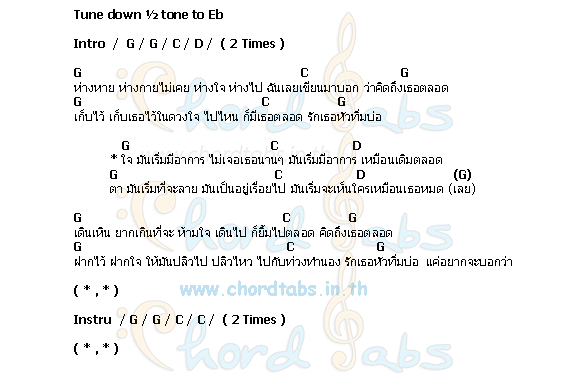 Tune down ½ tone to Eb
Intro / G / G / C / D / ( 2 Times )
G C G
ห่างหาย ห่างกายไม่เคย ห่างใจ ห่างไป ฉันเลยเขียนมาบอก ว่าคิดถึงเธอตลอด
G C G
เก็บไว้ เก็บเธอไว้ในดวงใจ ไปไหน ก็มีเธอตลอด รักเธอหัวทิ่มบ่อ
G C D
* ใจ มันเริ่มมีอาการ ไม่เจอเธอนานๆ มันเริ่มมีอาการ เหมือนเดิมตลอด
G C D (G)
ตา มันเริ่มที่จะลาย มันเป็นอยู่เรื่อยไป มันเริ่มจะเห็นใครเหมือนเธอหมด (เลย)
G C G
เดินเหิน ยากเกินที่จะ ห้ามใจ เดินไป ก็ยิ้มไปตลอด คิดถึงเธอตลอด
G C G
ฝากไว้ ฝากใจ ให้มันปลิวไป ปลิวไหว ไปกับท่วงทำนอง รักเธอหัวทิ่มบ่อ แค่อยากจะบอกว่า
( * , * )
www.chordtabs.in.th
Instru / G / G / C / C / ( 2 Times )
( * , * )
Chord Tabs